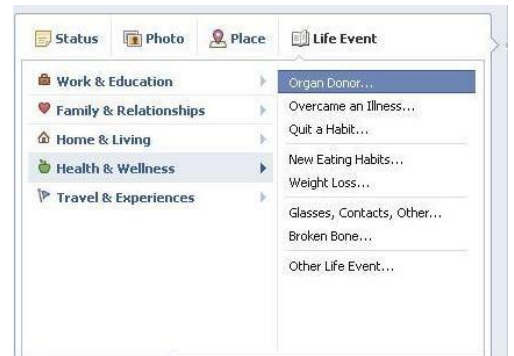 Status Photo Place Life Event
Work & Education
Family & Relationships
Home & Living
Health & Wellness
Travel & Experiences
Organ Donor...
Overcame an Illness...
Quit a Habit...
New Eating Habits...
Weight Loss...
Glasses, Contacts, Other...
Broken Bone...
Other Life Event...